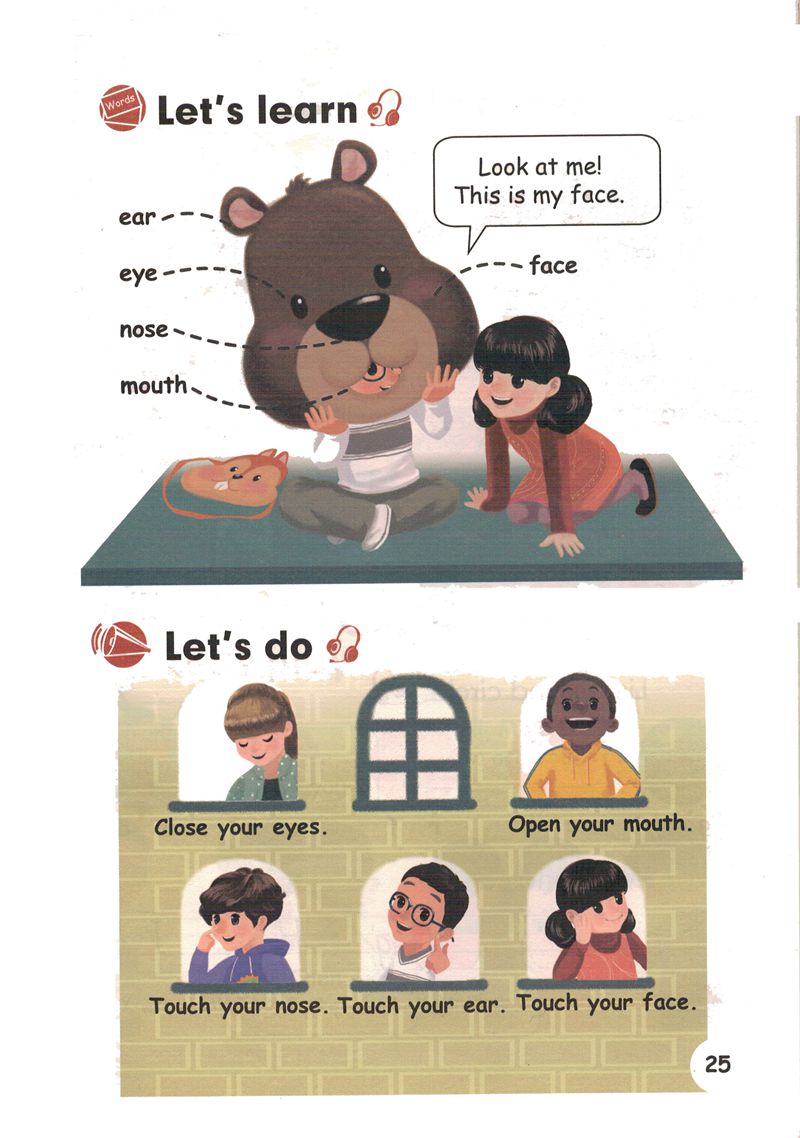 Words
Let's learn
Look at me!
This is my face.
ear
eye
face
nose
mouth
Let's do
Close your eyes.
Open your mouth.
Touch your nose.
Touch your ear.
Touch your face.
25